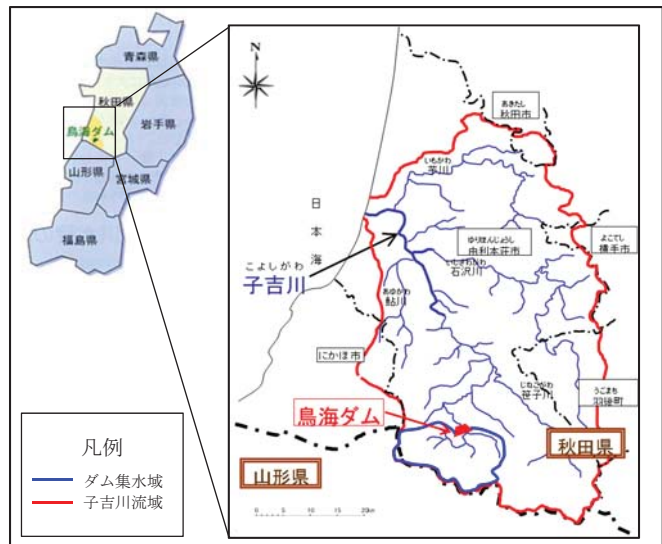 青森県
秋田県
鳥海ダム
岩手県
山形県
宮城県
福島県
凡例
ダム集水域
子吉川流域
N
あきたし
秋田市
いもかわ
芋川
日本海
ゆりほんじょうし
由利本荘市
よこてし
横手市
こよしがわ
子吉川
いしざわがわ
石沢川
あゆかわ
鮎川
にかほ市
じねごがわ
笹子川
うごまち
羽後町
鳥海ダム
秋田県
山形県
0 5 10 15 20km